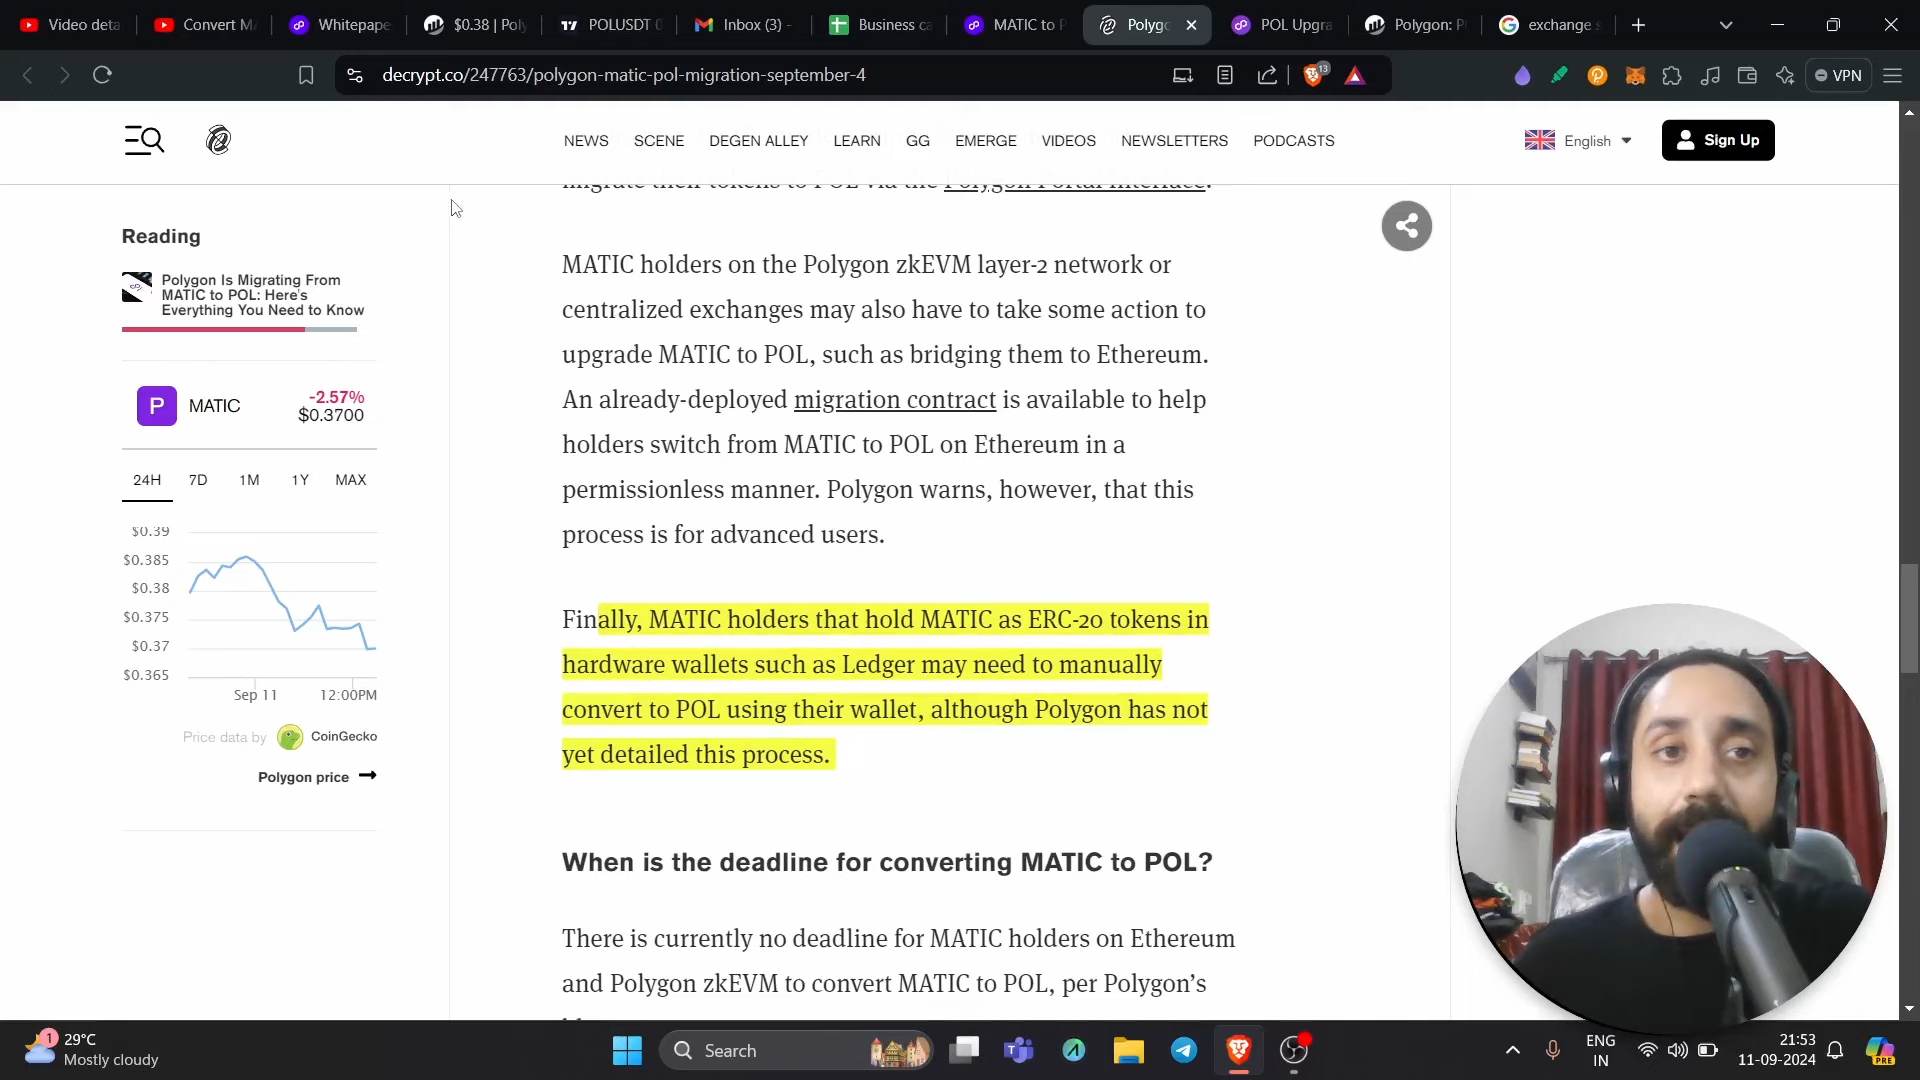 Video deta
Convert MA
Whitepape
$0.38 | Poly
POLUSDT 0
Inbox (3) -
Business ca
MATIC to P
Polygo
POL Upgra
Polygon: P
exchange s
decrypt.co/247763/polygon-matic-pol-migration-september-4
13
VPN
NEWS
SCENE
DEGEN ALLEY
LEARN
GG
EMERGE
VIDEOS
NEWSLETTERS
PODCASTS
English
Sign Up
migrate their tokens to POL via the Polygon Portal Interface.
Reading
Polygon Is Migrating From
MATIC to POL: Here's
Everything You Need to Know
P
MATIC
-2.57%
$0.3700
24H
7D
1M
1Y
MAX
$0.39
$0.385
$0.38
$0.375
$0.37
$0.365
Sep 11
12:00PM
Price data by
CoinGecko
Polygon price
MATIC holders on the Polygon zkEVM layer-2 network or
centralized exchanges may also have to take some action to
upgrade MATIC to POL, such as bridging them to Ethereum.
An already-deployed migration contract is available to help
holders switch from MATIC to POL on Ethereum in a
permissionless manner. Polygon warns, however, that this
process is for advanced users.
Finally, MATIC holders that hold MATIC as ERC-20 tokens in
hardware wallets such as Ledger may need to manually
convert to POL using their wallet, although Polygon has not
yet detailed this process.
When is the deadline for converting MATIC to POL?
There is currently no deadline for MATIC holders on Ethereum
and Polygon zkEVM to convert MATIC to POL, per Polygon's
1
29°C
Mostly cloudy
Search
ENG
IN
21:53
11-09-2024
PRE